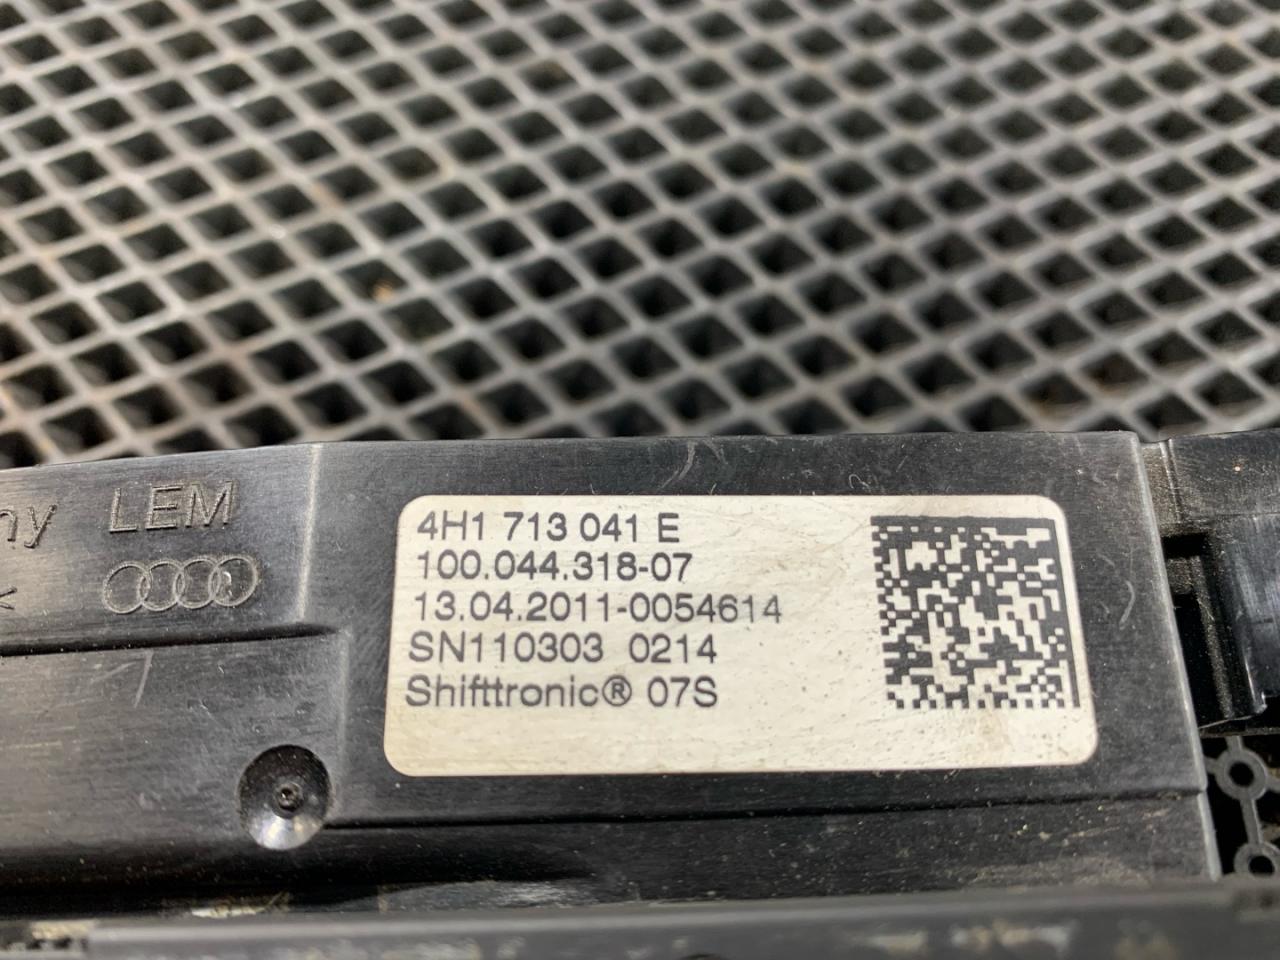 LEM
4H1 713 041 E
100.044.318-07
13.04.2011-0054614
SN110303 0214
Shifttronic® 07S